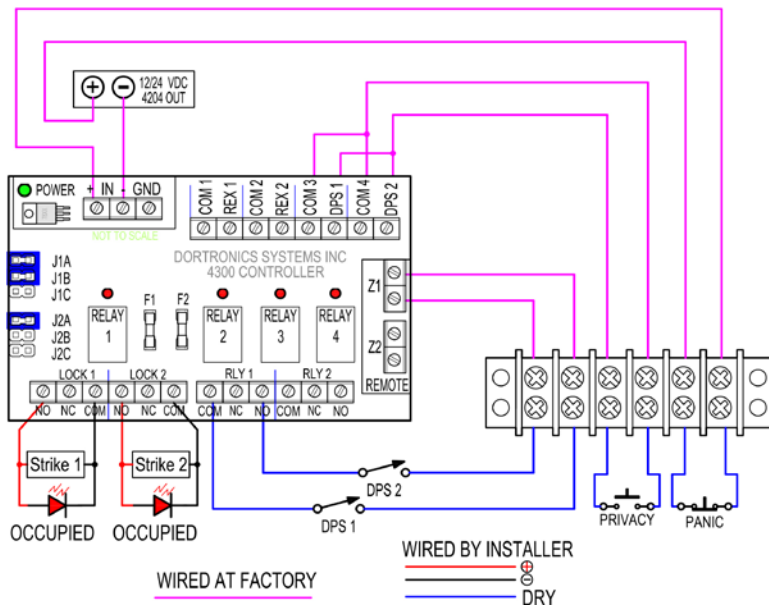 12/24 VDC
4204 OUT
POWER
+ IN - GND
NOT TO SCALE
COM 1
REX 1
COM 2
REX 2
COM 3
DPS 1
COM 4
DPS 2
DORTRONICS SYSTEMS INC
4300 CONTROLLER
J1A
J1B
J1C
J2A
J2B
J2C
RELAY
1
F1
F2
RELAY
2
RELAY
3
RELAY
4
Z1
Z2
REMOTE
LOCK 1
LOCK 2
RLY 1
RLY 2
NO NC COM NO NC COM COM NC NO COM NC NO
Strike 1
Strike 2
OCCUPIED
OCCUPIED
DPS 2
DPS 1
PRIVACY
PANIC
WIRED AT FACTORY
WIRED BY INSTALLER
+
-
DRY